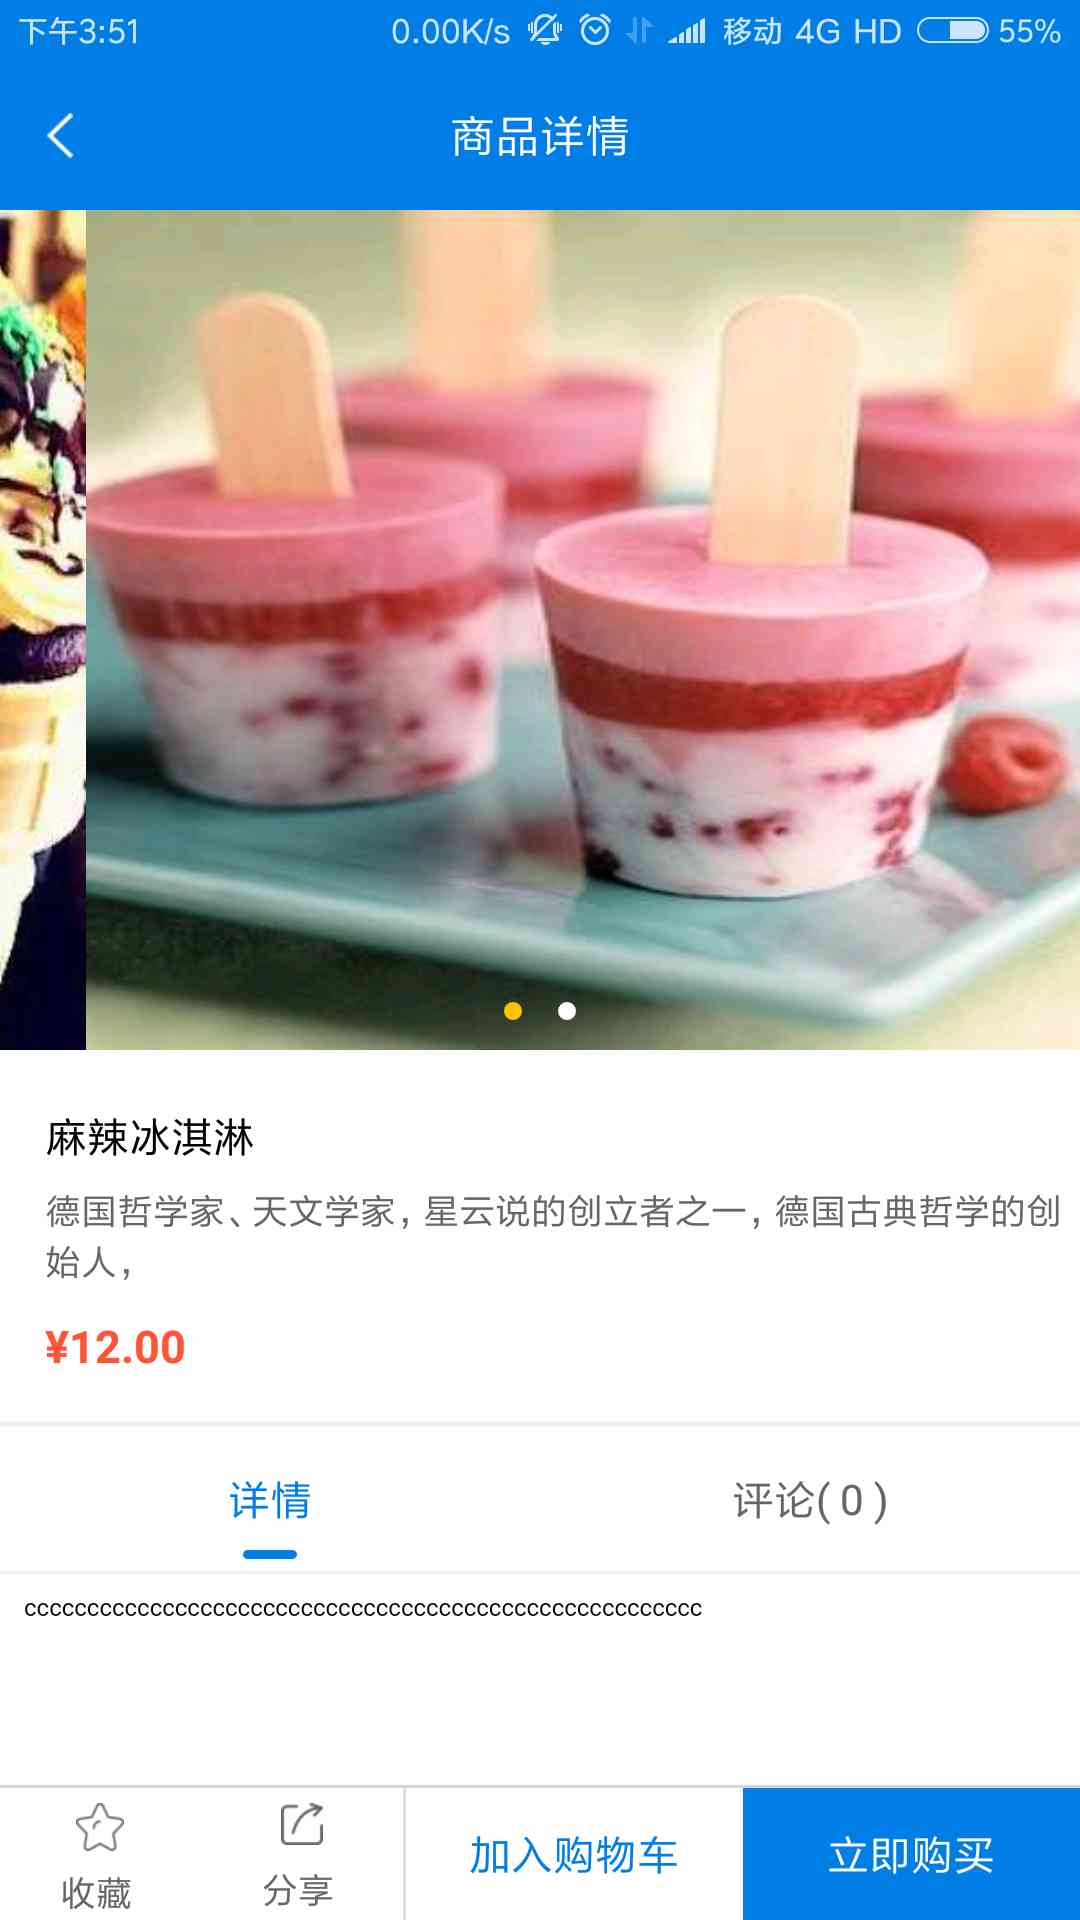 下午3:51 0.00K/s 移动 4G HD 55%
商品详情
麻辣冰淇淋
德国哲学家、天文学家，星云说的创立者之一，德国古典哲学的创
始人，
¥12.00
详情 评论( 0 )
cccccccccccccccccccccccccccccccccccccccccccccccccccccc
收藏 分享 加入购物车 立即购买